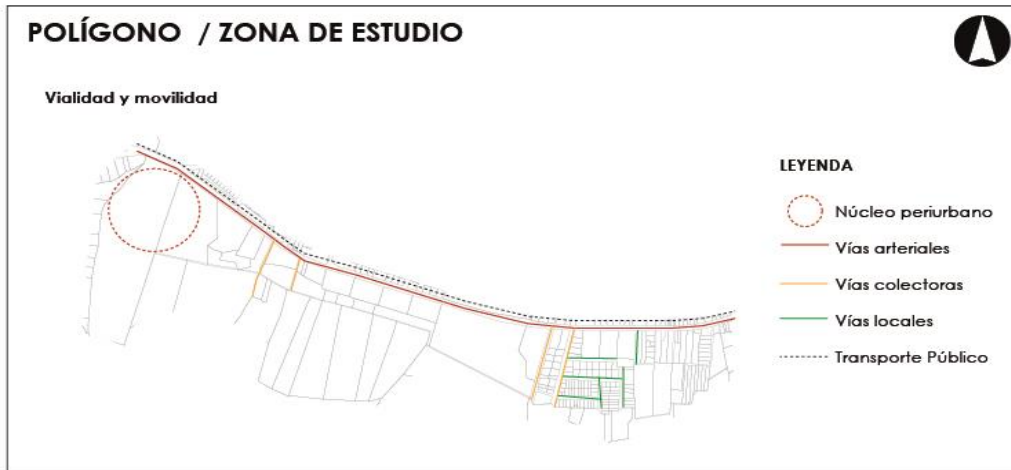 POLÍGONO / ZONA DE ESTUDIO
Vialidad y movilidad
LEYENDA
Núcleo periurbano
Vías arteriales
Vías colectoras
Vías locales
Transporte Público